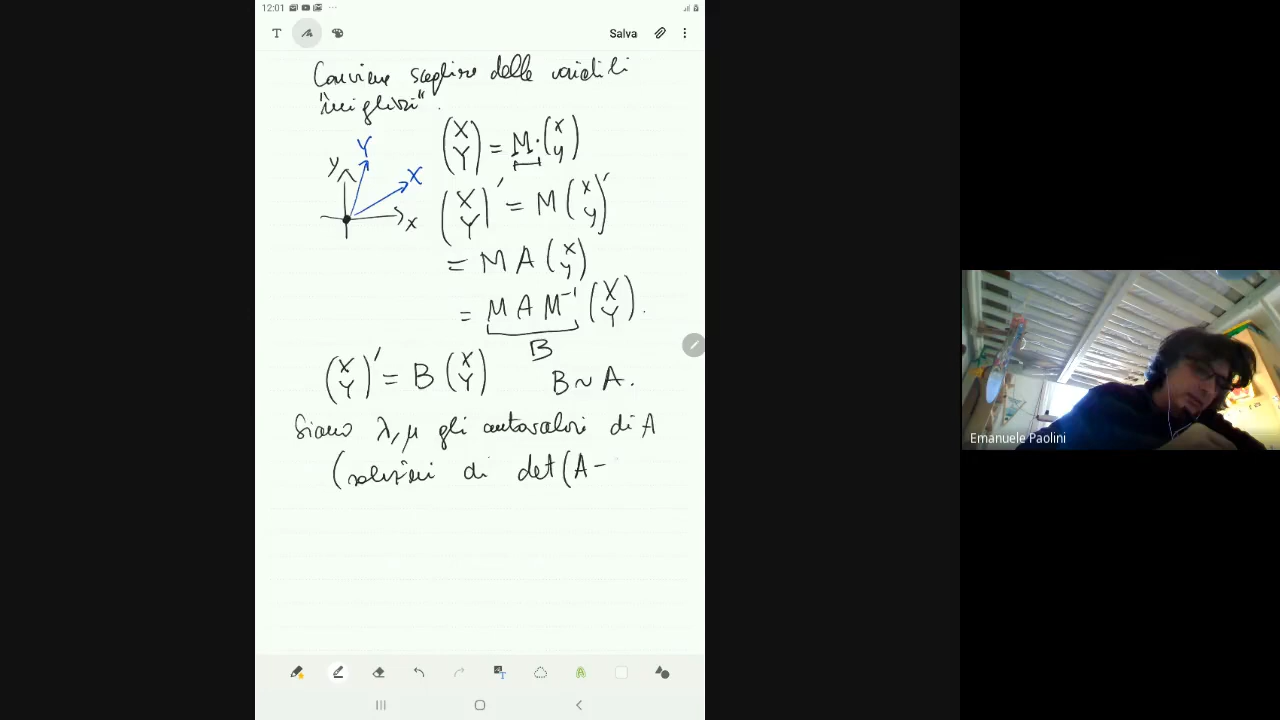 12:01
T Salva
Conviene scegliere delle variabili
"migliori".
(X Y) = M · (x y)
y Y X x
(X Y)' = M (x y)'
= M A (x y)
= M A M⁻¹ (X Y).
B
(X Y)' = B (X Y) B ~ A.
Siano λ, μ gli autovalori di A
(soluzioni di det(A -
Emanuele Paolini